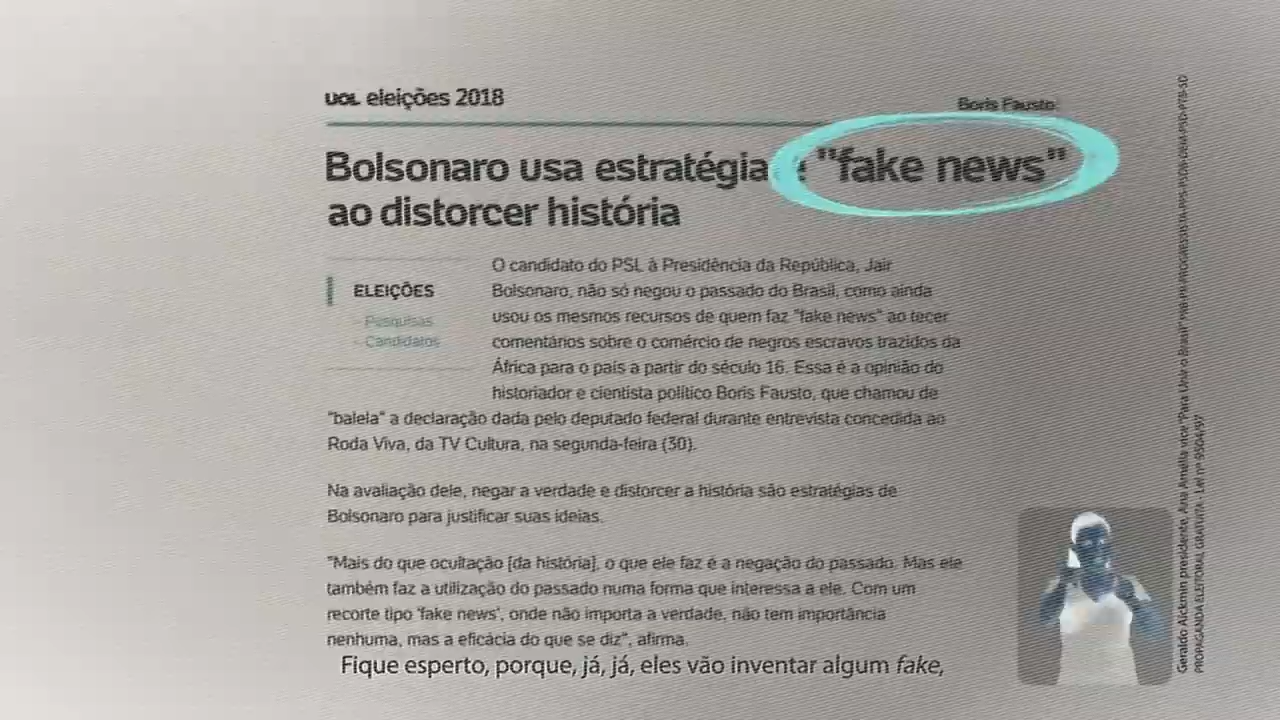 UOL eleições 2018
Boris Fausto
Bolsonaro usa estratégia "fake news"
ao distorcer história
ELEIÇÕES
- Pesquisas
- Candidatos
O candidato do PSL à Presidência da República, Jair
Bolsonaro, não só negou o passado do Brasil, como ainda
usou os mesmos recursos de quem faz "fake news" ao tecer
comentários sobre o comércio de negros escravos trazidos da
África para o país a partir do século 16. Essa é a opinião do
historiador e cientista político Boris Fausto, que chamou de
"balela" a declaração dada pelo deputado federal durante entrevista concedida ao
Roda Viva, da TV Cultura, na segunda-feira (30).
Na avaliação dele, negar a verdade e distorcer a história são estratégias de
Bolsonaro para justificar suas ideias.
"Mais do que ocultação [da história], o que ele faz é a negação do passado. Mas ele
também faz a utilização do passado numa forma que interessa a ele. Com um
recorte tipo 'fake news', onde não importa a verdade, não tem importância
nenhuma, mas a eficácia do que se diz", afirma.
Fique esperto, porque, já, já, eles vão inventar algum fake,
Geraldo Alckmin presidente, Ana Amélia vice "Para Unir o Brasil"
PROPAGANDA ELEITORAL GRATUITA - Lei nº 9504/97